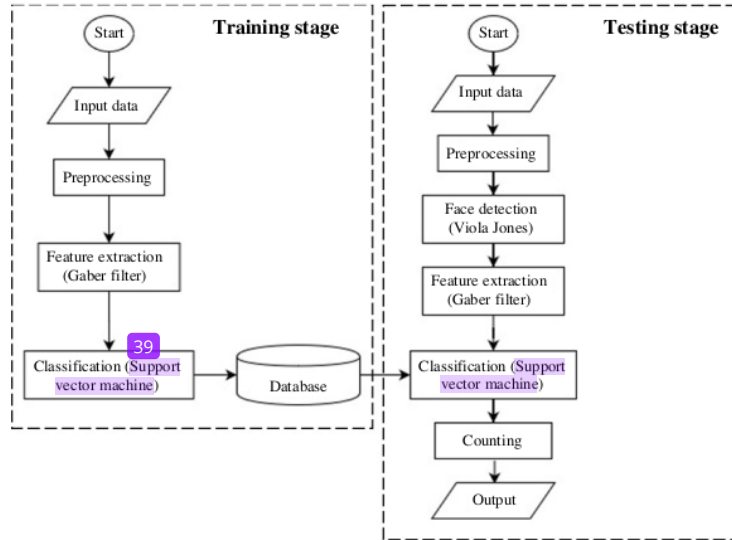 Training stage
Start
Input data
Preprocessing
Feature extraction
(Gaber filter)
39
Classification (Support
vector machine)
Database
Testing stage
Start
Input data
Preprocessing
Face detection
(Viola Jones)
Feature extraction
(Gaber filter)
Classification (Support
vector machine)
Counting
Output